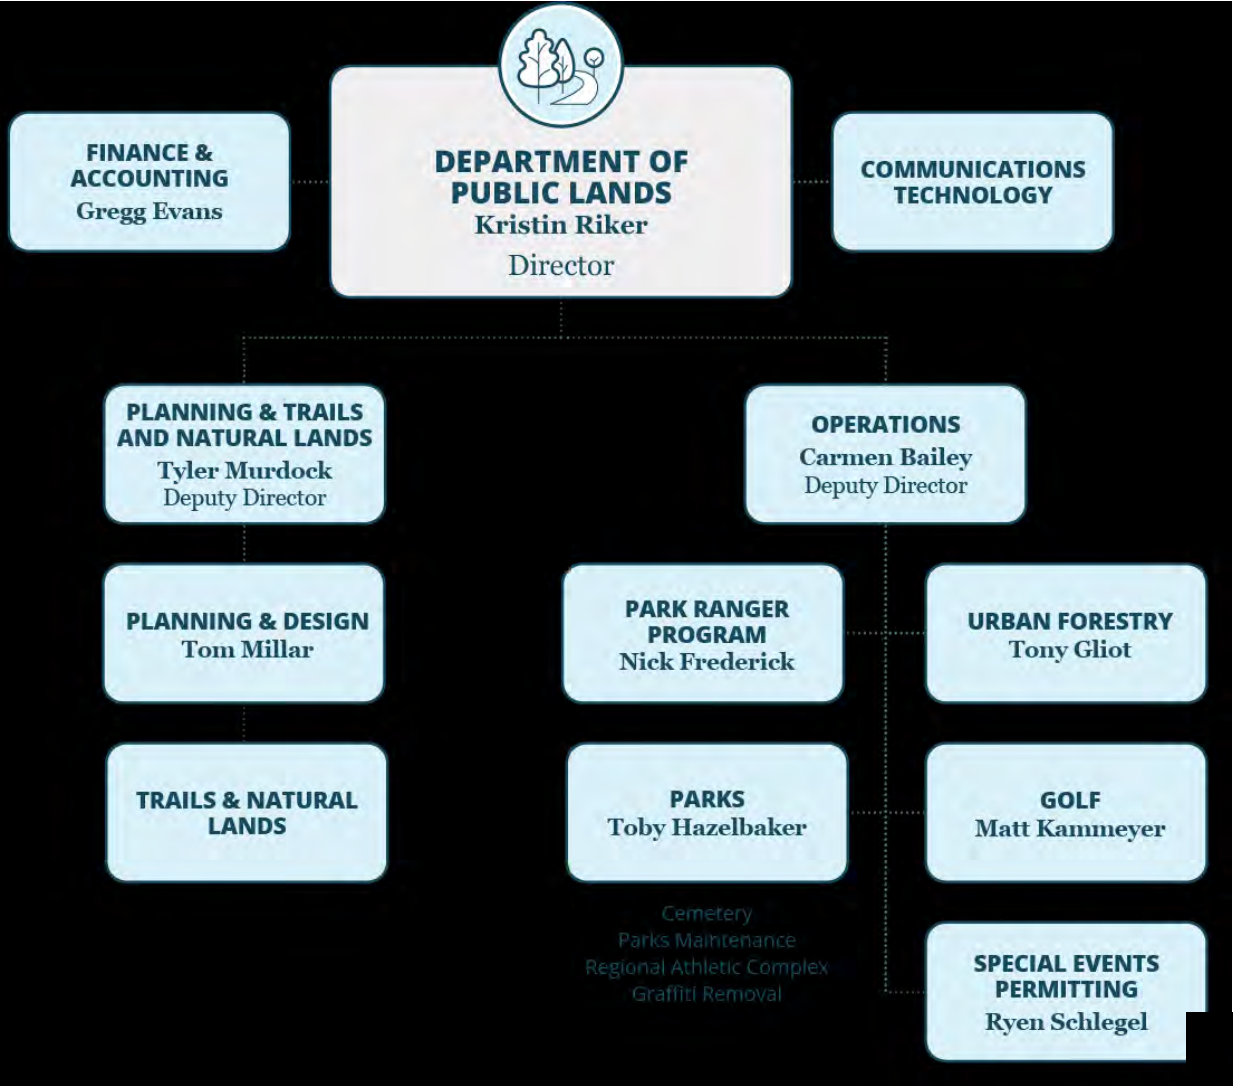 FINANCE &
ACCOUNTING
Gregg Evans
DEPARTMENT OF
PUBLIC LANDS
Kristin Riker
Director
COMMUNICATIONS
TECHNOLOGY
PLANNING & TRAILS
AND NATURAL LANDS
Tyler Murdock
Deputy Director
OPERATIONS
Carmen Bailey
Deputy Director
PLANNING & DESIGN
Tom Millar
PARK RANGER
PROGRAM
Nick Frederick
URBAN FORESTRY
Tony Gliot
TRAILS & NATURAL
LANDS
PARKS
Toby Hazelbaker
GOLF
Matt Kammeyer
Cemetery
Parks Maintenance
Regional Athletic Complex
Graffiti Removal
SPECIAL EVENTS
PERMITTING
Ryen Schlegel